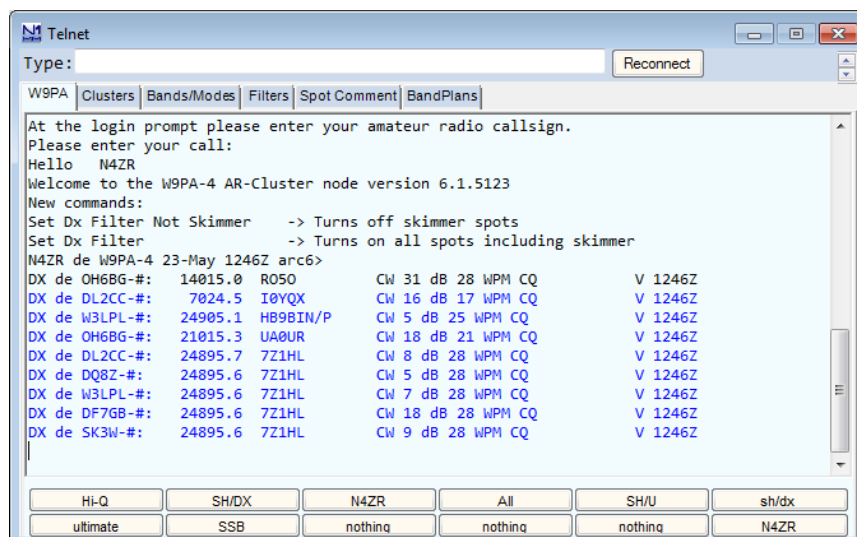 N1 MM Telnet
Type: Reconnect
W9PA Clusters Bands/Modes Filters Spot Comment BandPlans
At the login prompt please enter your amateur radio callsign.
Please enter your call:
Hello   N4ZR
Welcome to the W9PA-4 AR-Cluster node version 6.1.5123
New commands:
Set Dx Filter Not Skimmer    -> Turns off skimmer spots
Set Dx Filter                -> Turns on all spots including skimmer
N4ZR de W9PA-4 23-May 1246Z arc6>
DX de OH6BG-#:   14015.0  RO5O         CW 31 dB 28 WPM CQ            V 1246Z
DX de DL2CC-#:    7024.5  I0YQX        CW 16 dB 17 WPM CQ            V 1246Z
DX de W3LPL-#:   24905.1  HB9BIN/P     CW 5 dB 25 WPM CQ             V 1246Z
DX de OH6BG-#:   21015.3  UA0UR        CW 18 dB 21 WPM CQ            V 1246Z
DX de DL2CC-#:   24895.7  7Z1HL        CW 8 dB 28 WPM CQ             V 1246Z
DX de DQ8Z-#:    24895.6  7Z1HL        CW 5 dB 28 WPM CQ             V 1246Z
DX de W3LPL-#:   24895.6  7Z1HL        CW 7 dB 28 WPM CQ             V 1246Z
DX de DF7GB-#:   24895.6  7Z1HL        CW 18 dB 28 WPM CQ            V 1246Z
DX de SK3W-#:    24895.6  7Z1HL        CW 9 dB 28 WPM CQ             V 1246Z
Hi-Q SH/DX N4ZR All SH/U sh/dx
ultimate SSB nothing nothing nothing N4ZR